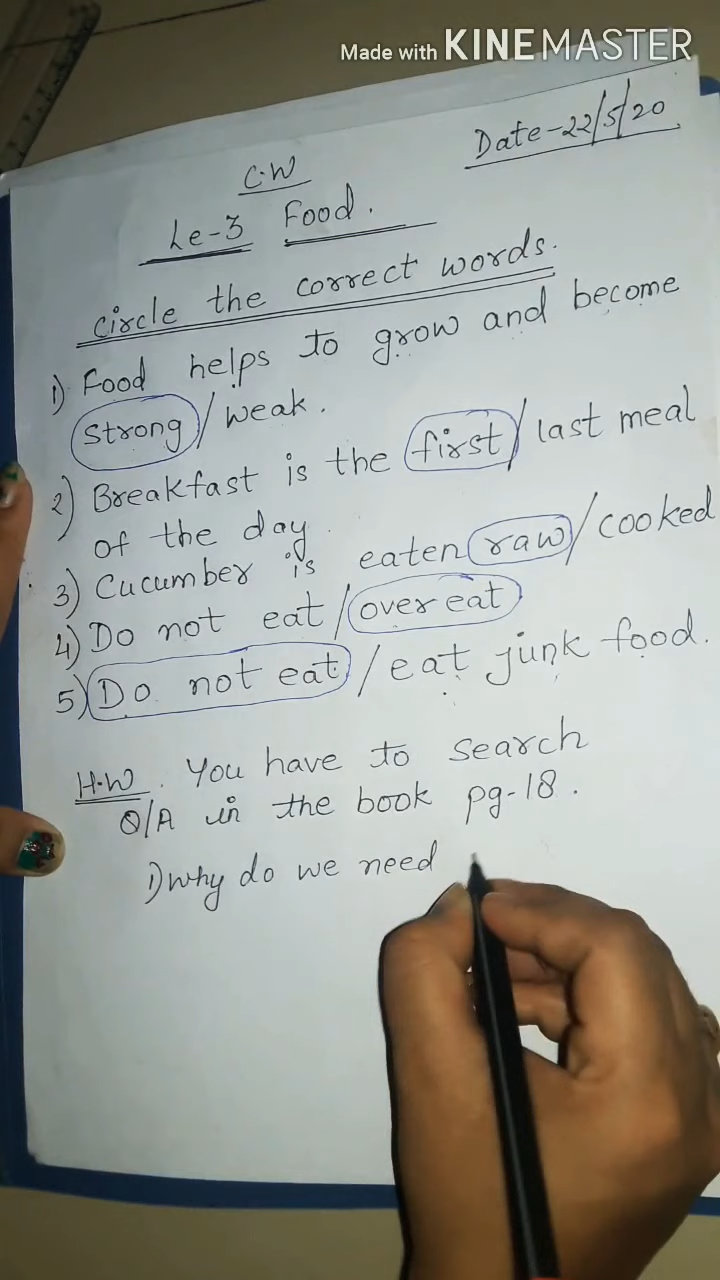 Made with KINEMASTER
Date-22/5/20
C.W
Le-3 Food.
Circle the correct words.
1) Food helps to grow and become
strong / weak.
2) Breakfast is the first / last meal
of the day.
3) Cucumber is eaten raw / cooked
4) Do not eat / over eat
5) Do not eat / eat junk food.
H.W. You have to search
Q/A in the book pg-18.
1) why do we need